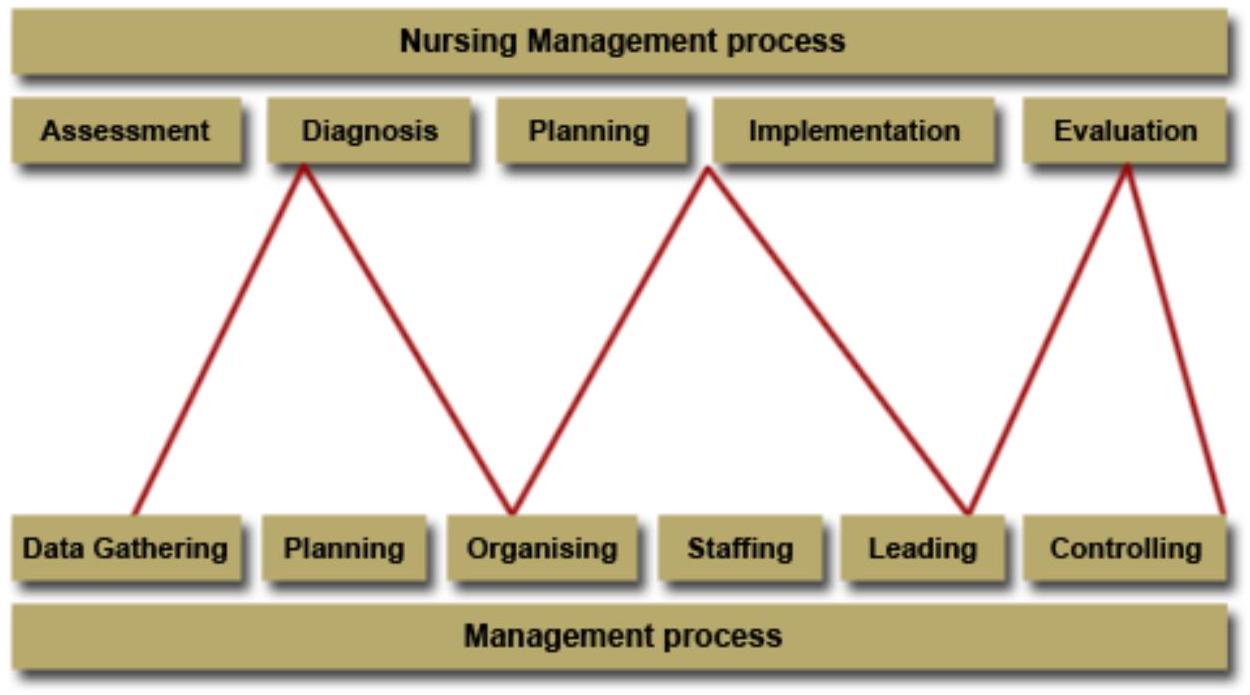 Nursing Management process
Assessment Diagnosis Planning Implementation Evaluation
Data Gathering Planning Organising Staffing Leading Controlling
Management process